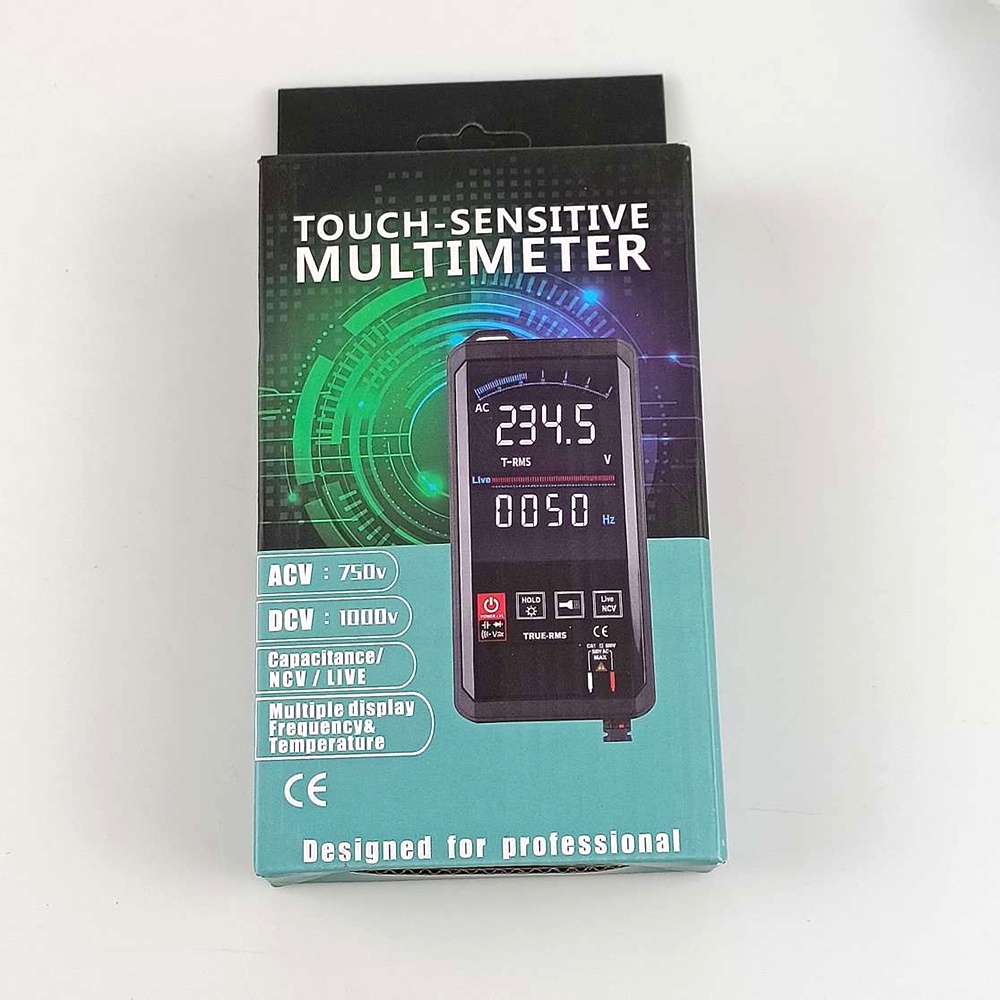 TOUCH-SENSITIVE
MULTIMETER
AC
234.5
T-RMS V
Live
0050 Hz
HOLD
Live
NCV
TRUE-RMS
CE
MAX
ACV : 750v
DCV : 1000v
Capacitance/
NCV / LIVE
Multiple display
Frequency&
Temperature
CE
Designed for professional